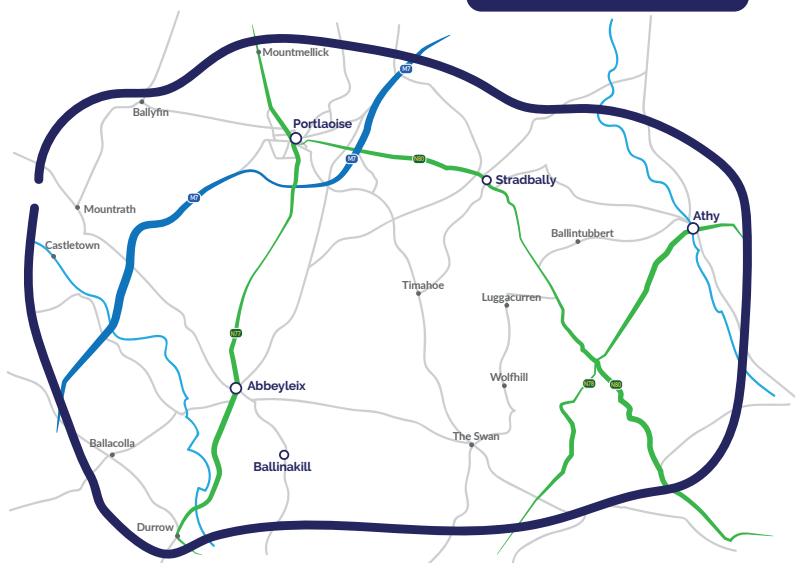 Mountmellick
M7
Ballyfin
Portlaoise
M7
N80
Stradbally
M7
Mountrath
Athy
Ballintubbert
Castletown
Timahoe
Luggacurren
N77
Wolfhill
N78
N80
Abbeyleix
The Swan
Ballacolla
Ballinakill
Durrow